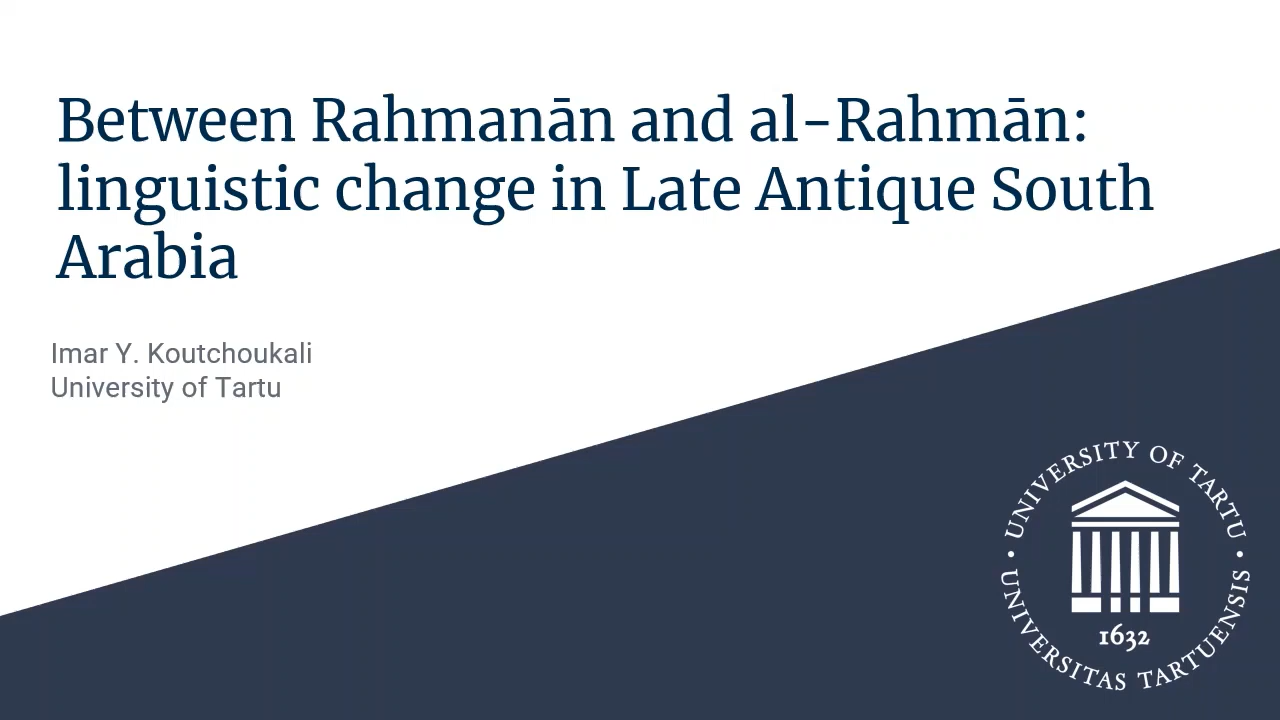 Between Rahmanān and al-Rahmān:
linguistic change in Late Antique South
Arabia
Imar Y. Koutchoukali
University of Tartu
UNIVERSITY OF TARTU
1632
UNIVERSITAS TARTUENSIS